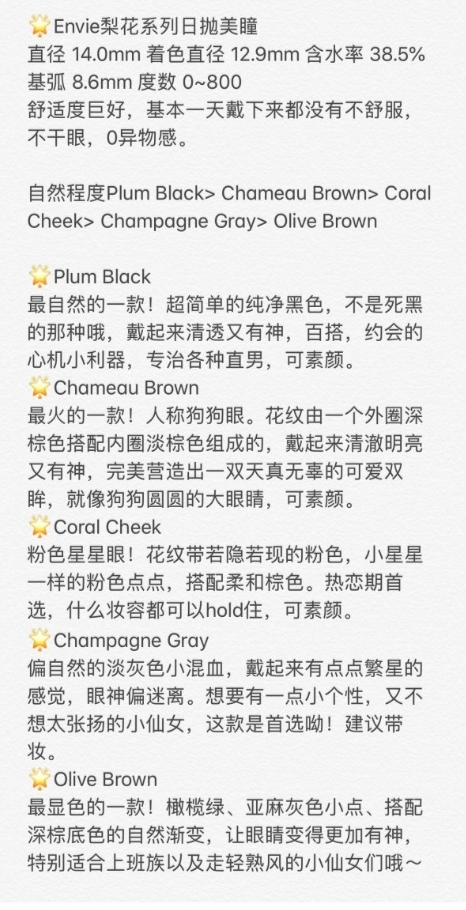 🌟Envie梨花系列日抛美瞳
直径 14.0mm 着色直径 12.9mm 含水率 38.5%
基弧 8.6mm 度数 0~800
舒适度巨好，基本一天戴下来都没有不舒服，
不干眼，0异物感。
自然程度Plum Black> Chameau Brown> Coral
Cheek> Champagne Gray> Olive Brown
🌟Plum Black
最自然的一款！超简单的纯净黑色，不是死黑
的那种哦，戴起来清透又有神，百搭，约会的
心机小利器，专治各种直男，可素颜。
🌟Chameau Brown
最火的一款！人称狗狗眼。花纹由一个外圈深
棕色搭配内圈淡棕色组成的，戴起来清澈明亮
又有神，完美营造出一双天真无辜的可爱双
眸，就像狗狗圆圆的大眼睛，可素颜。
🌟Coral Cheek
粉色星星眼！花纹带若隐若现的粉色，小星星
一样的粉色点点，搭配柔和棕色。热恋期首
选，什么妆容都可以hold住，可素颜。
🌟Champagne Gray
偏自然的淡灰色小混血，戴起来有点点繁星的
感觉，眼神偏迷离。想要有一点小个性，又不
想太张扬的小仙女，这款是首选呦！建议带
妆。
🌟Olive Brown
最显色的一款！橄榄绿、亚麻灰色小点、搭配
深棕底色的自然渐变，让眼睛变得更加有神，
特别适合上班族以及走轻熟风的小仙女们哦～